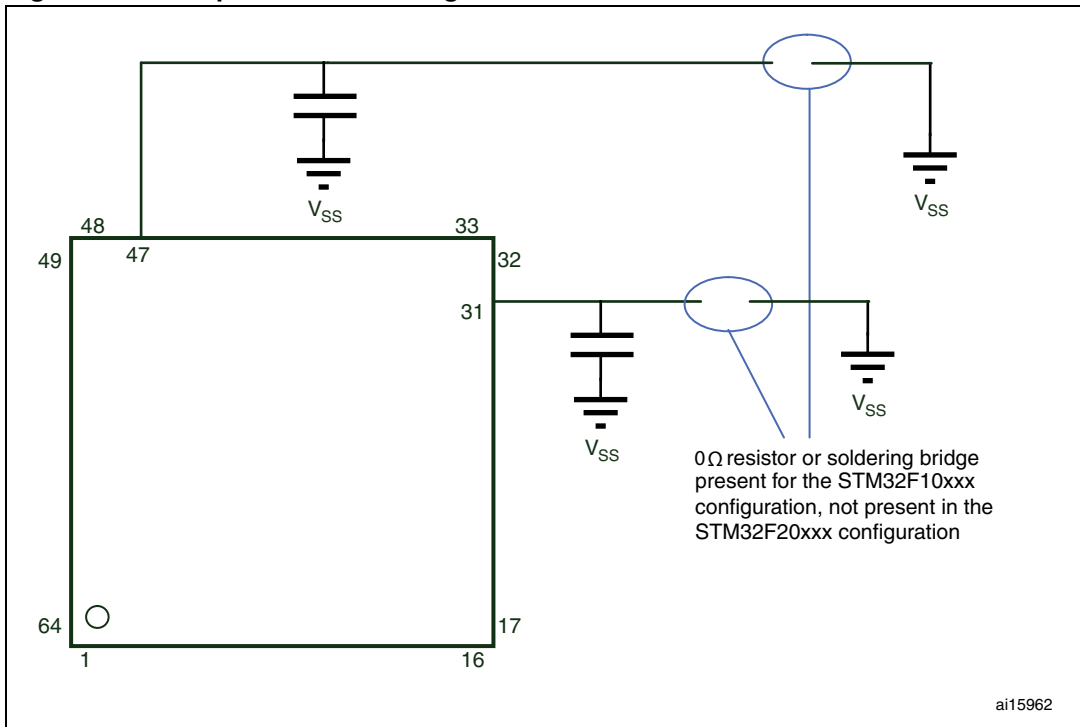 VSS
VSS
48
33
49
47
32
31
VSS
VSS
0Ω resistor or soldering bridge
present for the STM32F10xxx
configuration, not present in the
STM32F20xxx configuration
64
17
1
16
ai15962